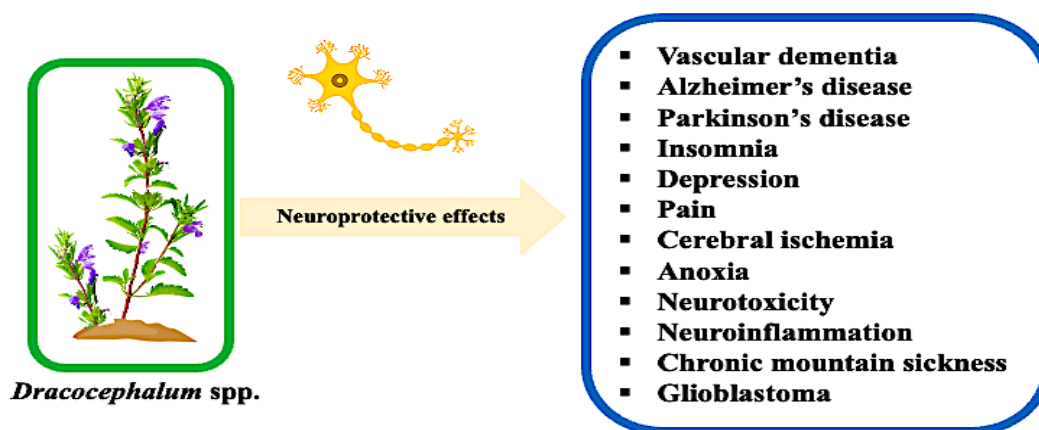 Dracocephalum spp.
Neuroprotective effects
▪ Vascular dementia
▪ Alzheimer's disease
▪ Parkinson's disease
▪ Insomnia
▪ Depression
▪ Pain
▪ Cerebral ischemia
▪ Anoxia
▪ Neurotoxicity
▪ Neuroinflammation
▪ Chronic mountain sickness
▪ Glioblastoma